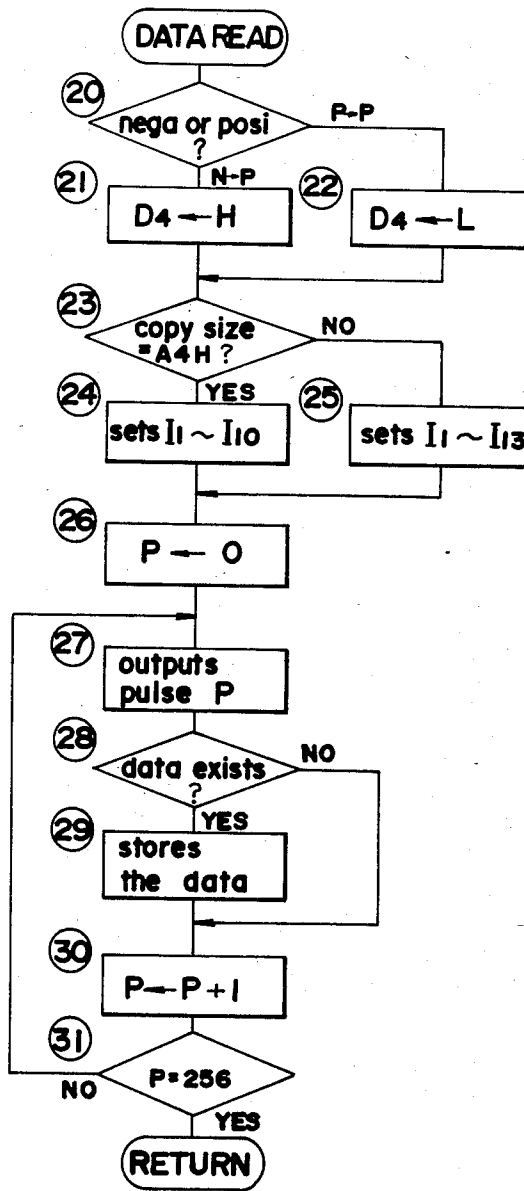 DATA READ
20
nega or posi
?
P-P
N-P
21
D4 ← H
22
D4 ← L
23
copy size
=A4H ?
NO
YES
24
sets I1 ~ I10
25
sets I1 ~ I13
26
P ← O
27
outputs
pulse P
28
data exists
?
NO
YES
29
stores
the data
30
P ← P + 1
31
P = 256
NO
YES
RETURN